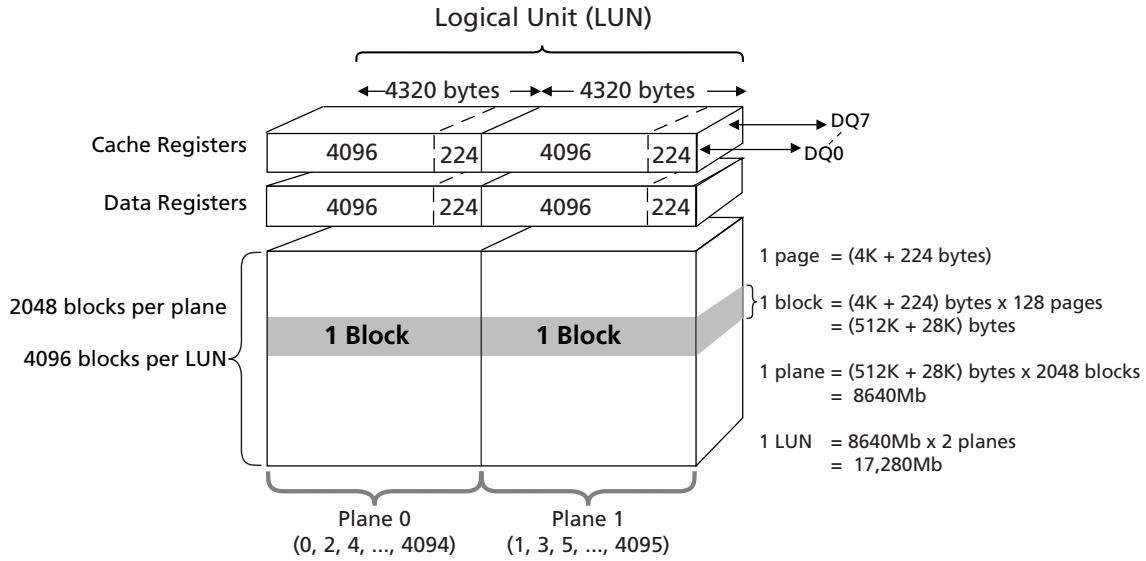 Logical Unit (LUN)
4320 bytes 4320 bytes
Cache Registers 4096 224 4096 224 DQ7
DQ0
Data Registers 4096 224 4096 224
1 page = (4K + 224 bytes)
2048 blocks per plane
4096 blocks per LUN
1 Block 1 Block
1 block = (4K + 224) bytes x 128 pages
= (512K + 28K) bytes
1 plane = (512K + 28K) bytes x 2048 blocks
= 8640Mb
1 LUN = 8640Mb x 2 planes
= 17,280Mb
Plane 0
(0, 2, 4, ..., 4094)
Plane 1
(1, 3, 5, ..., 4095)